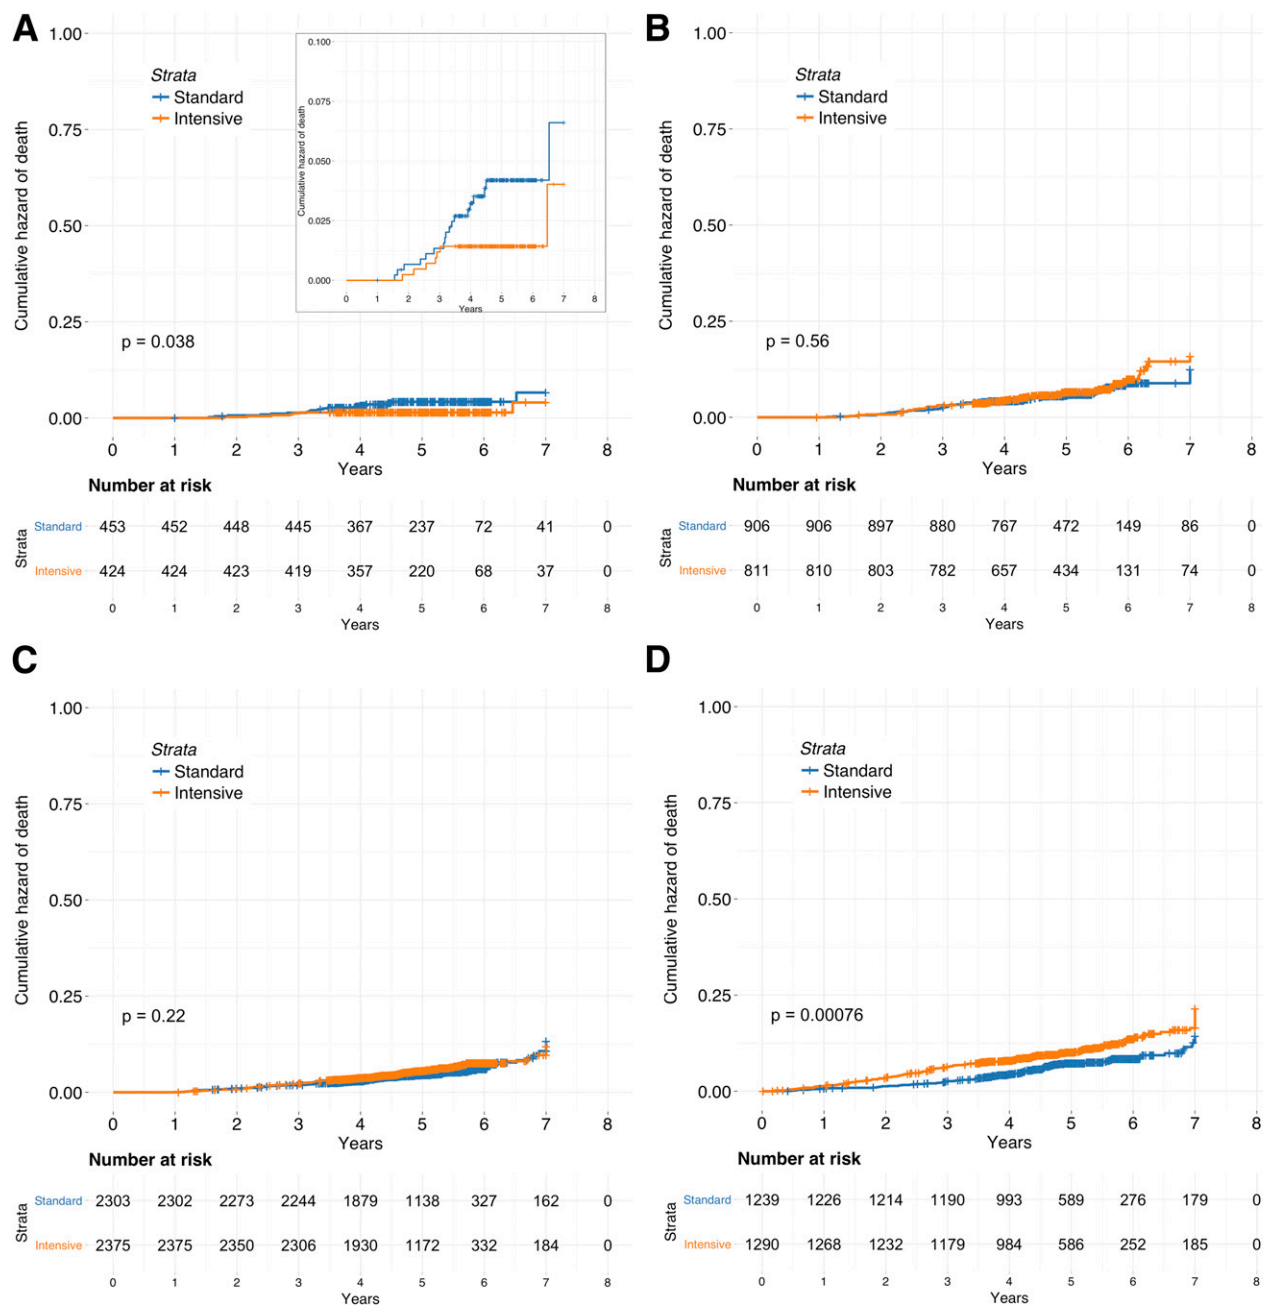 A
1.00
0.75
0.50
0.25
0.00
Cumulative hazard of death
Strata
Standard
Intensive
0.100
0.075
0.050
0.025
0.000
Cumulative hazard of death
0 1 2 3 4 5 6 7 8
Years
p = 0.038
0 1 2 3 4 5 6 7 8
Years
Number at risk
Strata
Standard 453 452 448 445 367 237 72 41 0
Intensive 424 424 423 419 357 220 68 37 0
0 1 2 3 4 5 6 7 8
Years
B
1.00
0.75
0.50
0.25
0.00
Cumulative hazard of death
Strata
Standard
Intensive
p = 0.56
0 1 2 3 4 5 6 7 8
Years
Number at risk
Strata
Standard 906 906 897 880 767 472 149 86 0
Intensive 811 810 803 782 657 434 131 74 0
0 1 2 3 4 5 6 7 8
Years
C
1.00
0.75
0.50
0.25
0.00
Cumulative hazard of death
Strata
Standard
Intensive
p = 0.22
0 1 2 3 4 5 6 7 8
Years
Number at risk
Strata
Standard 2303 2302 2273 2244 1879 1138 327 162 0
Intensive 2375 2375 2350 2306 1930 1172 332 184 0
0 1 2 3 4 5 6 7 8
Years
D
1.00
0.75
0.50
0.25
0.00
Cumulative hazard of death
Strata
Standard
Intensive
p = 0.00076
0 1 2 3 4 5 6 7 8
Years
Number at risk
Strata
Standard 1239 1226 1214 1190 993 589 276 179 0
Intensive 1290 1268 1232 1179 984 586 252 185 0
0 1 2 3 4 5 6 7 8
Years